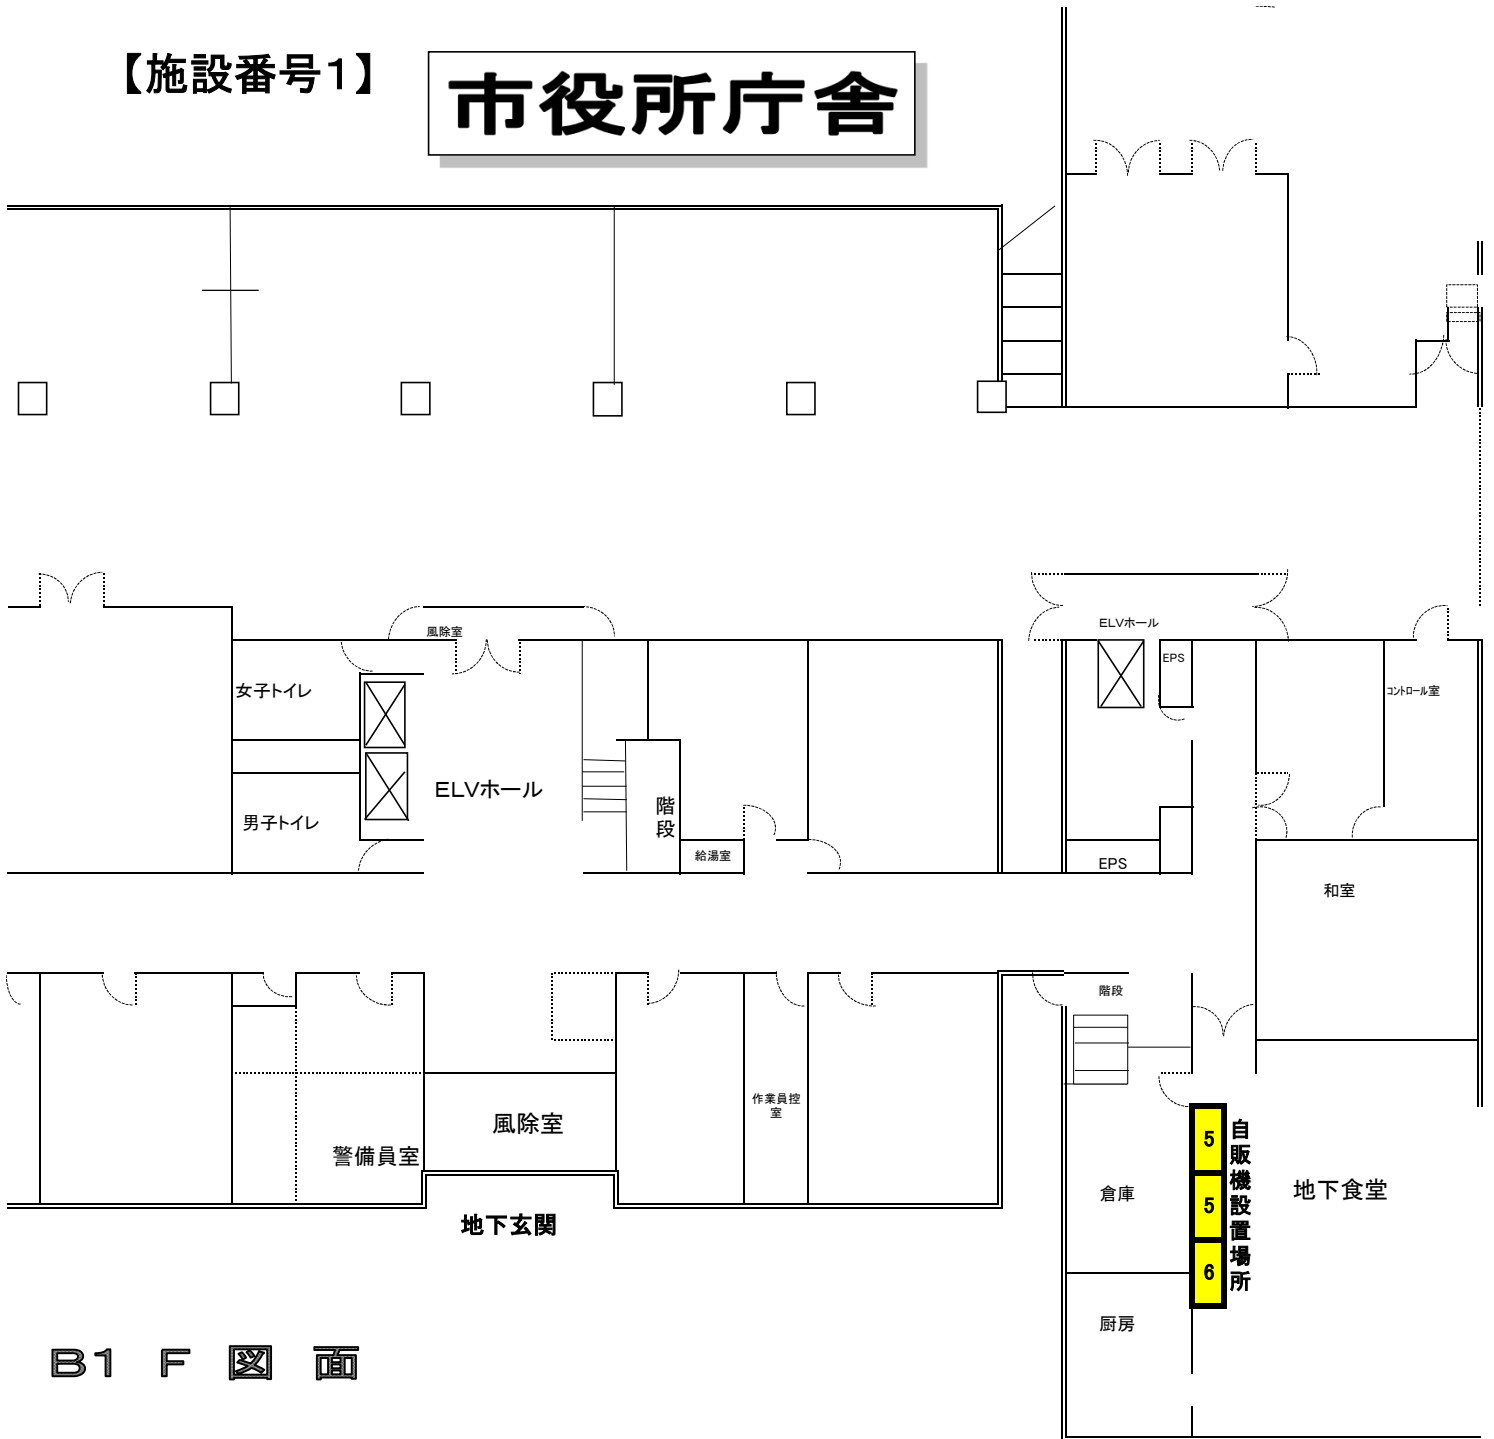 【施設番号1】
市役所庁舎
風除室
ELVホール
女子トイレ
EPS
コントロール室
ELVホール
男子トイレ
階段
給湯室
EPS
和室
階段
作業員控
室
風除室
警備員室
5
5
6
自販機設置場所
倉庫
地下食堂
地下玄関
厨房
B1 F 図 面